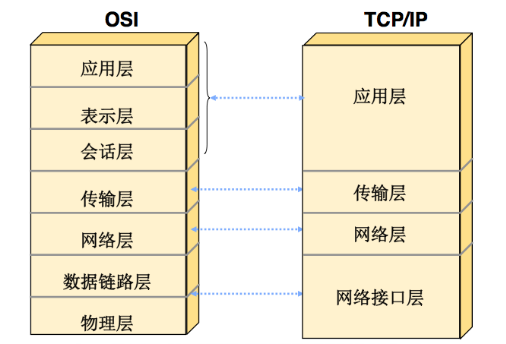 OSI
应用层
表示层
会话层
传输层
网络层
数据链路层
物理层
TCP/IP
应用层
传输层
网络层
网络接口层